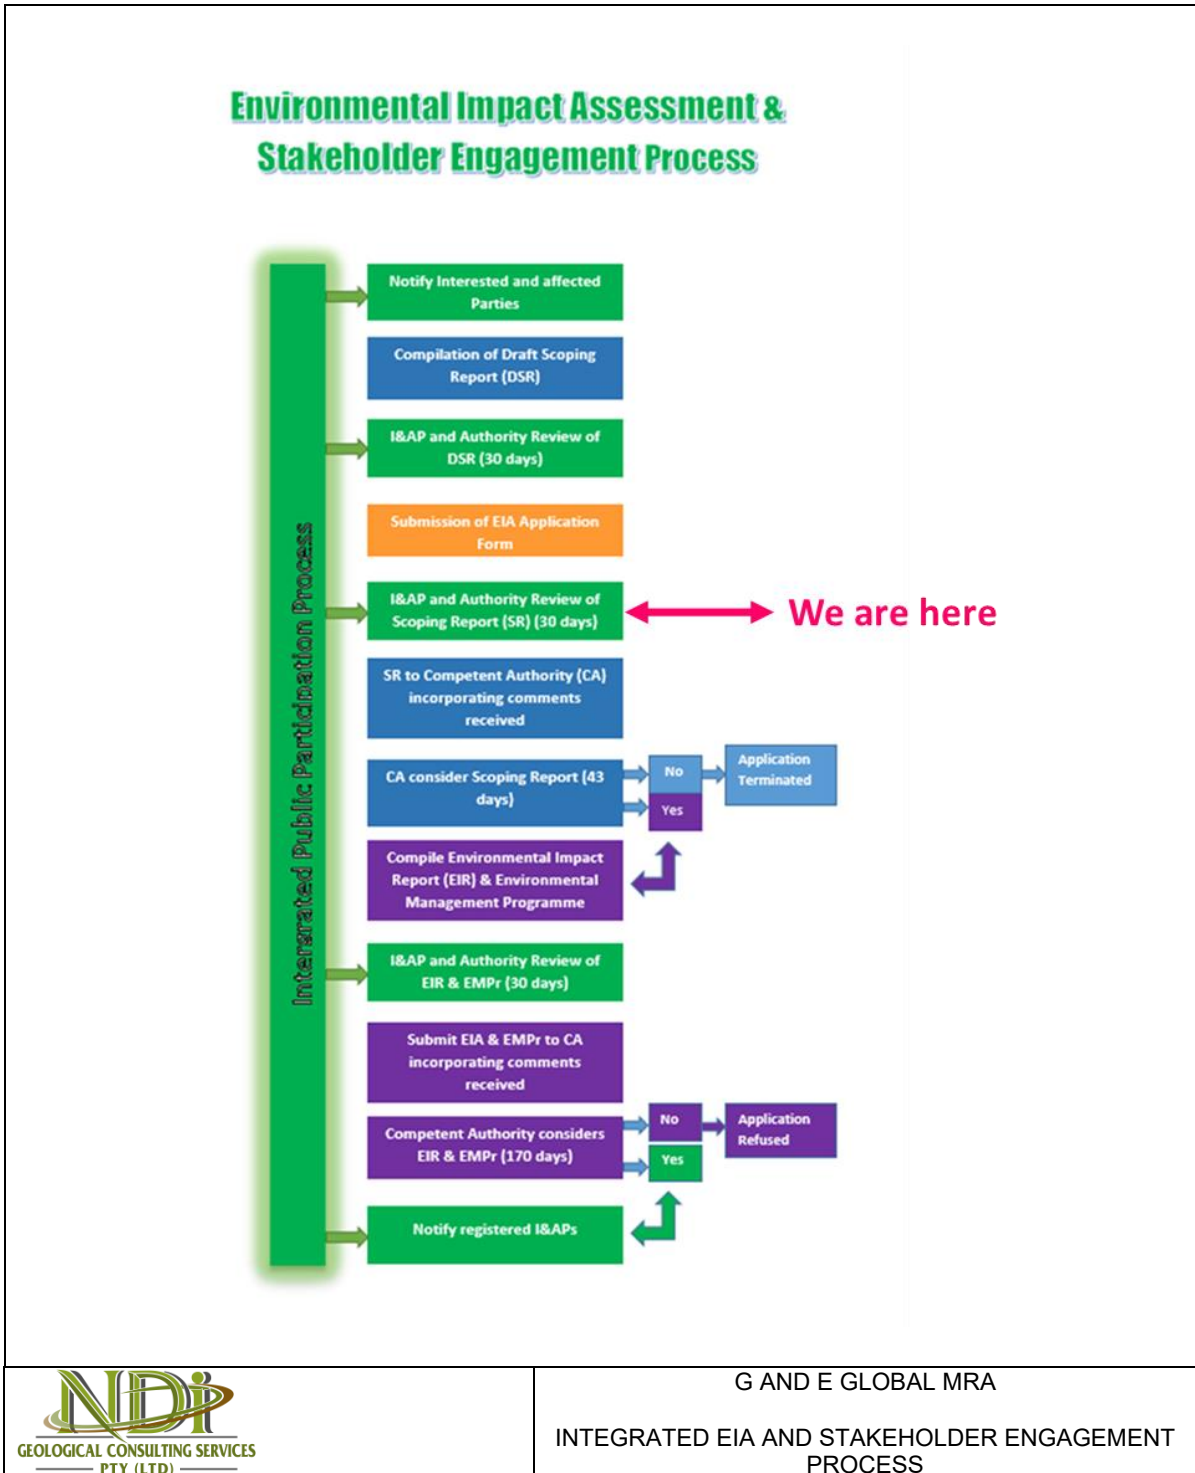 Environmental Impact Assessment &
Stakeholder Engagement Process
Intergrated Public Participation Process
Notify Interested and affected
Parties
Compilation of Draft Scoping
Report (DSR)
I&AP and Authority Review of
DSR (30 days)
Submission of EIA Application
Form
I&AP and Authority Review of
Scoping Report (SR) (30 days)
We are here
SR to Competent Authority (CA)
incorporating comments
received
CA consider Scoping Report (43
days)
No
Yes
Application
Terminated
Compile Environmental Impact
Report (EIR) & Environmental
Management Programme
I&AP and Authority Review of
EIR & EMPr (30 days)
Submit EIA & EMPr to CA
incorporating comments
received
Competent Authority considers
EIR & EMPr (170 days)
No
Yes
Application
Refused
Notify registered I&APs
NDi
GEOLOGICAL CONSULTING SERVICES
PTY (LTD)
G AND E GLOBAL MRA
INTEGRATED EIA AND STAKEHOLDER ENGAGEMENT
PROCESS